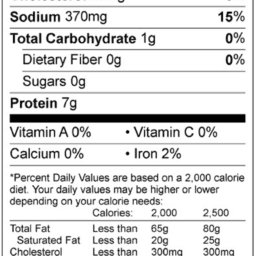 Sodium 370mg 15%
Total Carbohydrate 1g 0%
Dietary Fiber 0g 0%
Sugars 0g
Protein 7g
Vitamin A 0% • Vitamin C 0%
Calcium 0% • Iron 2%
*Percent Daily Values are based on a 2,000 calorie
diet. Your daily values may be higher or lower
depending on your calorie needs:
Calories: 2,000 2,500
Total Fat Less than 65g 80g
Saturated Fat Less than 20g 25g
Cholesterol Less than 300mg 300mg